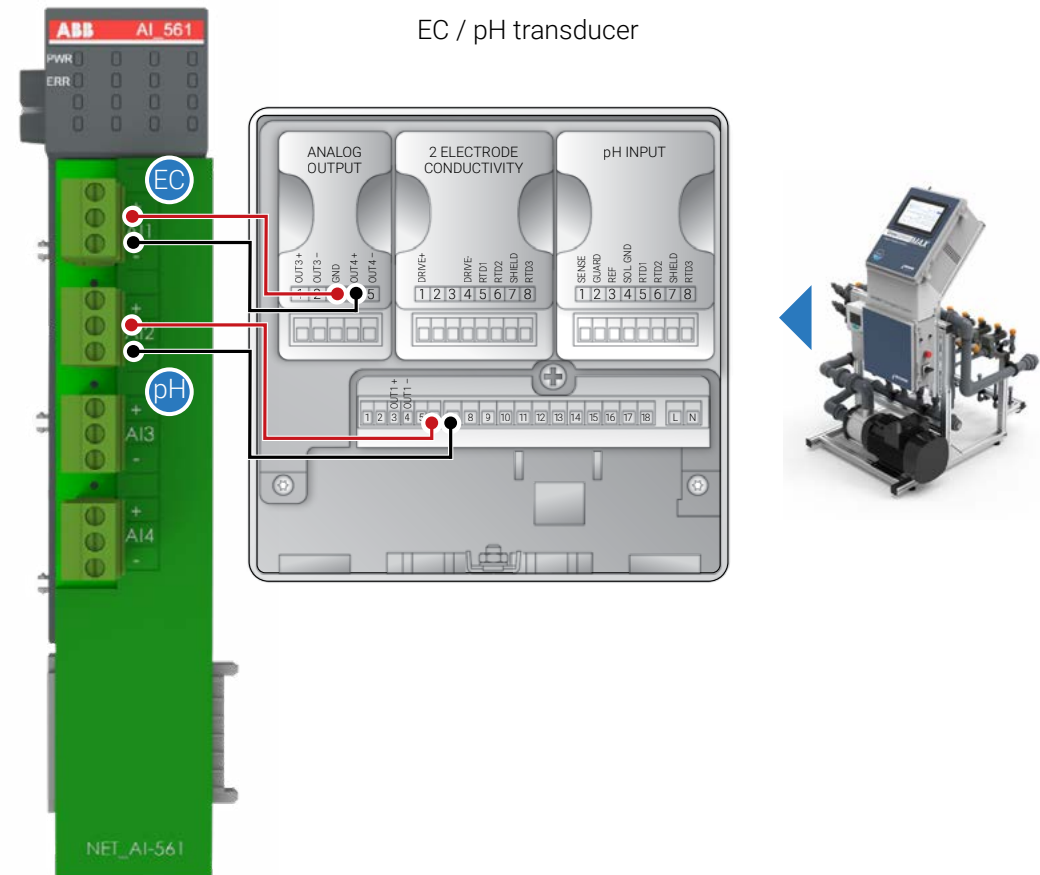 EC / pH transducer
ABB AI_561
PWR
ERR
EC
+
AI1
-
+
AI2
pH
+
AI3
-
+
AI4
-
NET_AI-561
ANALOG
OUTPUT
OUT3 +
OUT3 –
GND
OUT4 +
OUT4 –
1 2 5
2 ELECTRODE
CONDUCTIVITY
DRIVE+
DRIVE-
RTD1
RTD2
SHIELD
RTD3
1 2 3 4 5 6 7 8
pH INPUT
SENSE
GUARD
REF
SOL GND
RTD1
RTD2
SHIELD
RTD3
1 2 3 4 5 6 7 8
OUT1 +
OUT1 –
1 2 3 4 5 8 9 10 11 12 13 14 15 16 17 18 L N
MAX